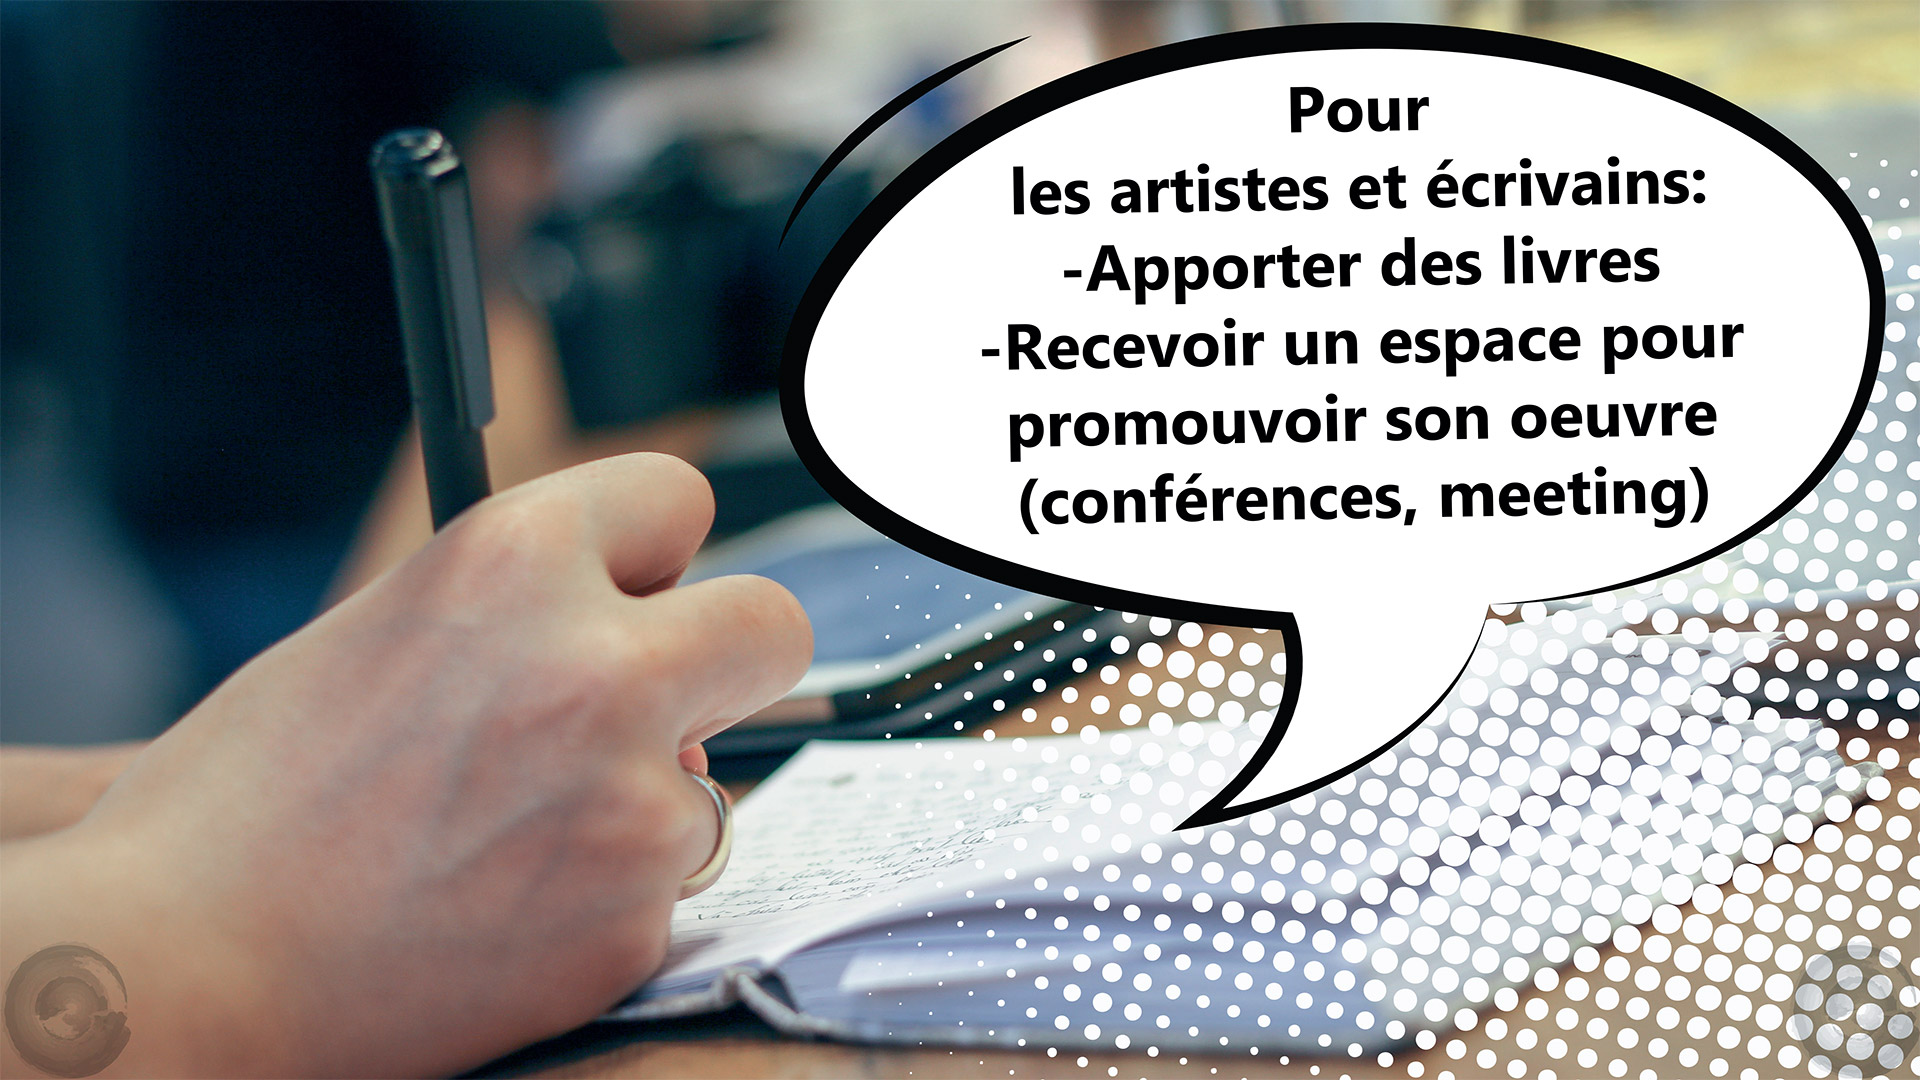 Pour
les artistes et écrivains:
-Apporter des livres
-Recevoir un espace pour
promouvoir son oeuvre
(conférences, meeting)